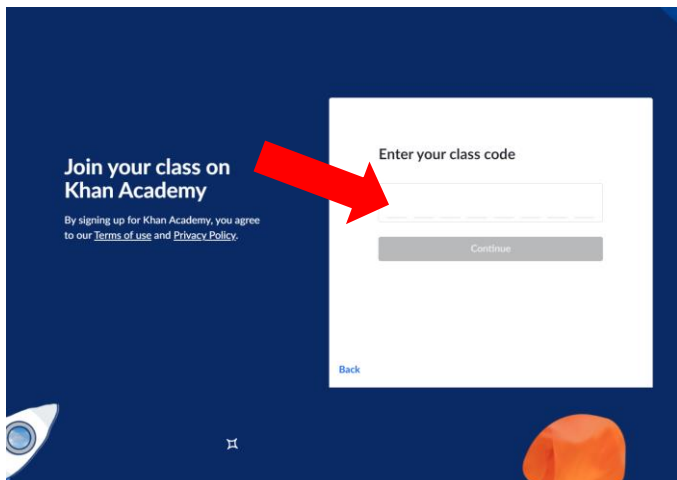 Join your class on
Khan Academy
By signing up for Khan Academy, you agree
to our Terms of use and Privacy Policy.
Enter your class code
Continue
Back